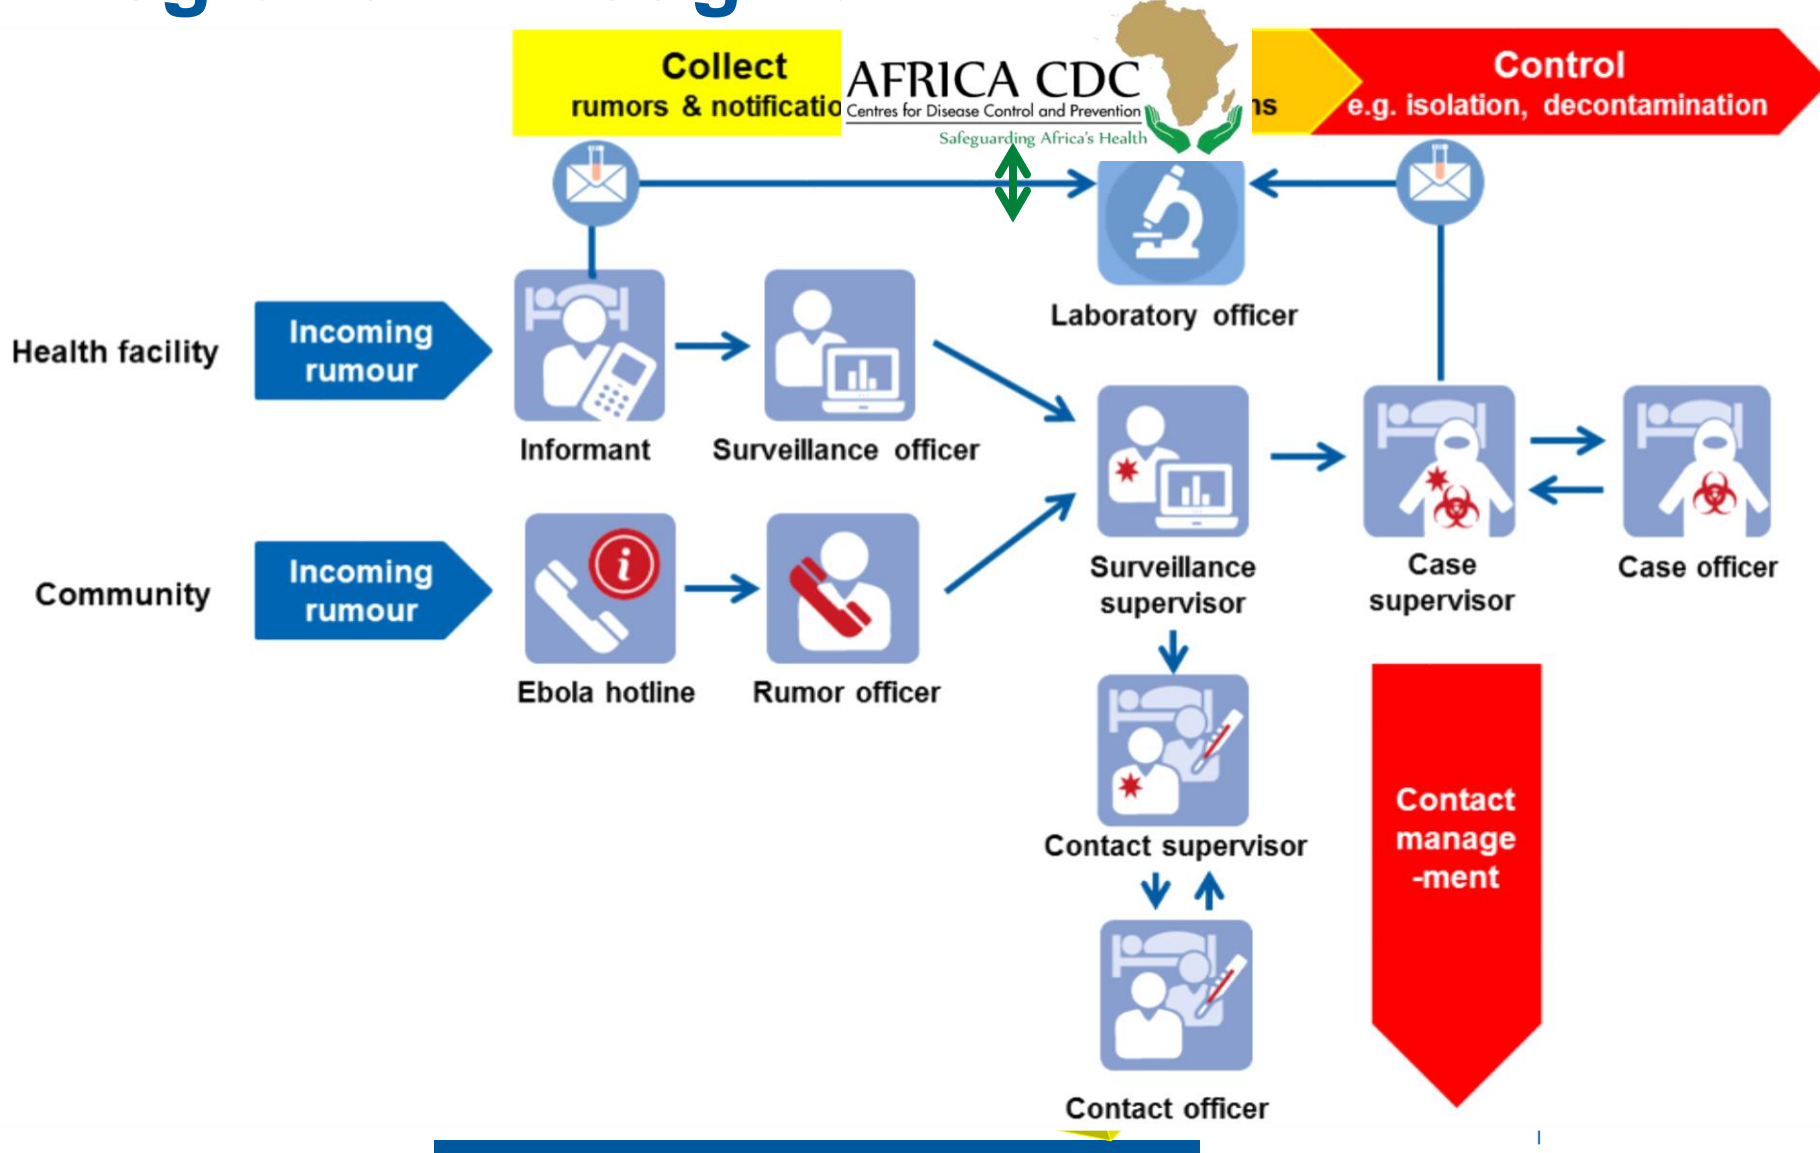 Collect
rumors & notificatio
AFRICA CDC
Centres for Disease Control and Prevention
Safeguarding Africa's Health
ns
Control
e.g. isolation, decontamination
Laboratory officer
Health facility
Incoming
rumour
Informant
Surveillance officer
Community
Incoming
rumour
i
Ebola hotline
Rumor officer
Surveillance
supervisor
Case
supervisor
Case officer
Contact supervisor
Contact
manage
-ment
Contact officer